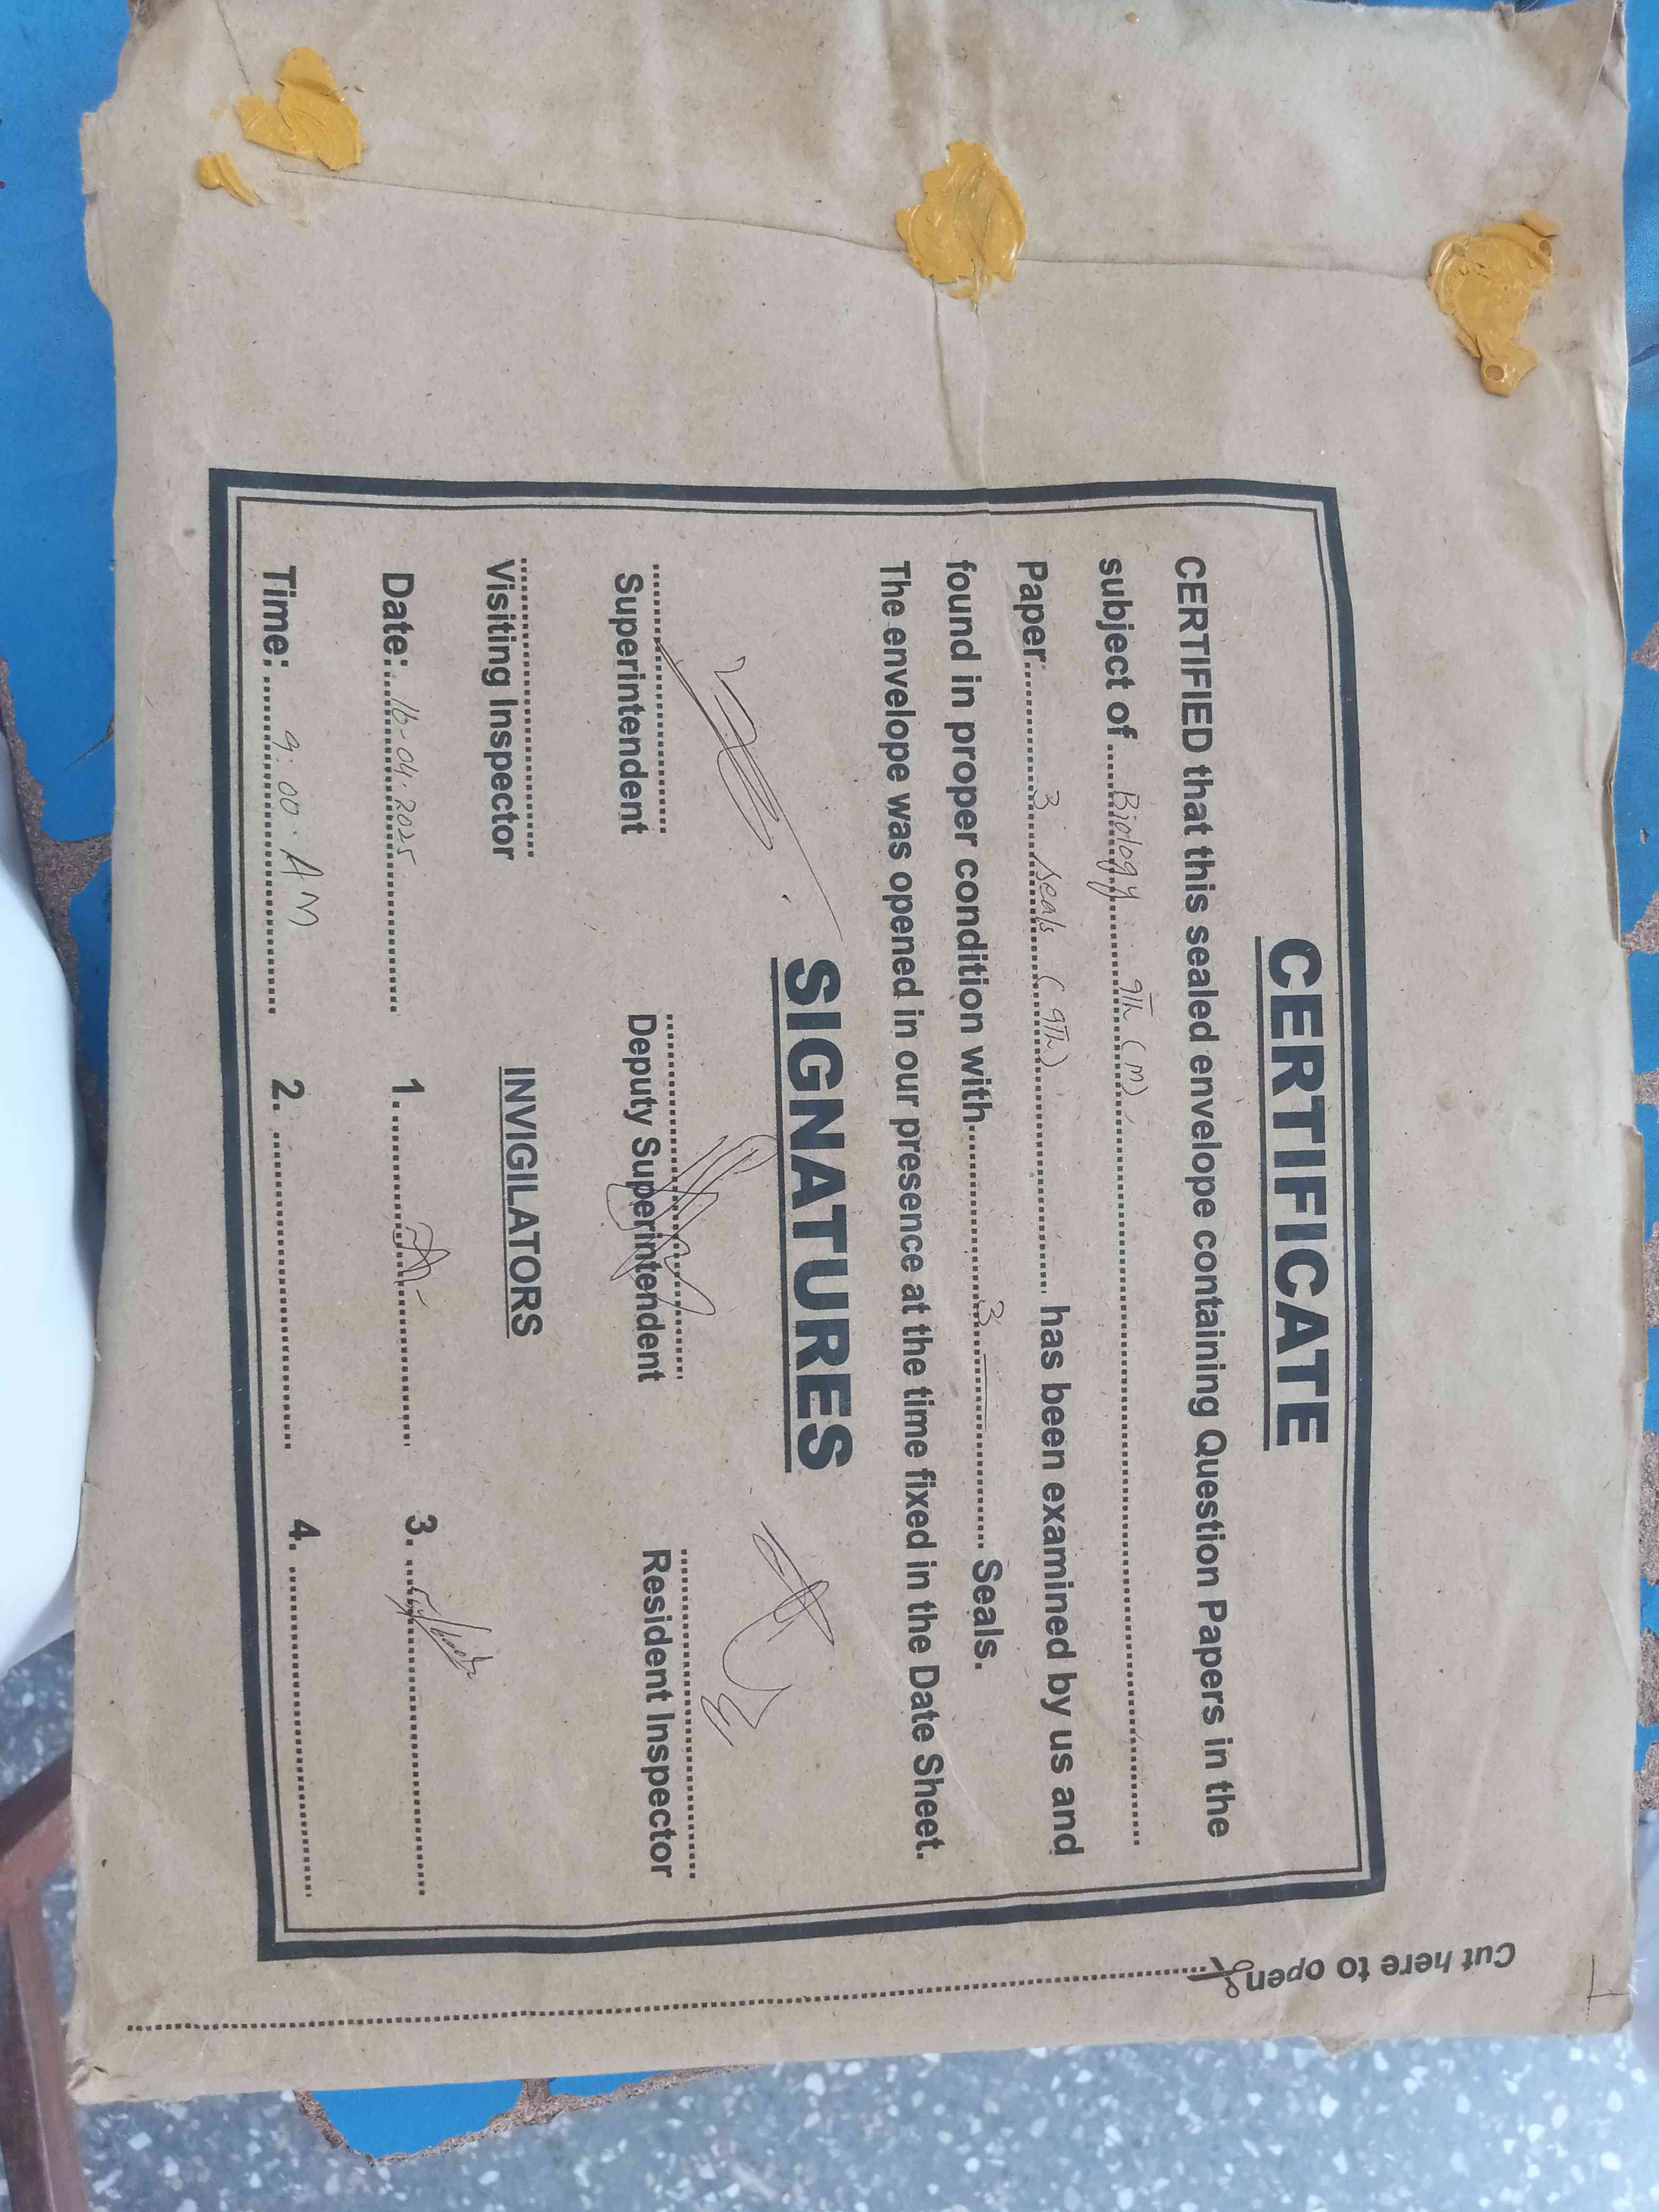 CERTIFICATE
CERTIFIED that this sealed envelope containing Question Papers in the
subject of.....Biology.....9Th (M).....
Paper.....3 seals (9Th)..... has been examined by us and
found in proper condition with.....3..... Seals.
The envelope was opened in our presence at the time fixed in the Date Sheet.
SIGNATURES
Superintendent Deputy Superintendent Resident Inspector
Visiting Inspector INVIGILATORS
Date:.....16-04-2025..... 1. 3.
Time:.....9:00 AM..... 2. 4.
Cut here to open